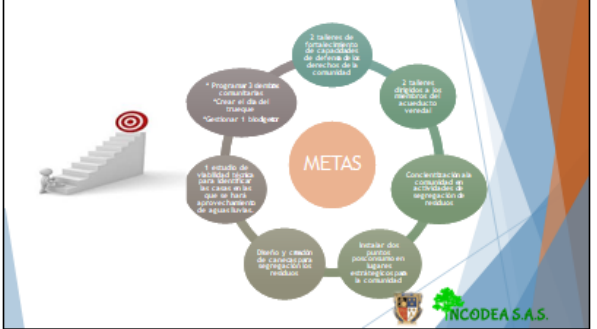 METAS
2 talleres de
fortalecimiento
de capacidades
de defensa de los
derechos de la
comunidad
2 talleres
dirigidos a los
miembros del
acueducto
veredal
Concientización a la
comunidad en
actividades de
segregación de
residuos
Instalar dos
puntos
posconsumo en
lugares
estrategicos para
la comunidad
Diseño y creación
de canecas para
segregación los
residuos
1 estudio de
viabilidad técnica
para identificar
las casas en las
que se hará
aprovechamiento
de aguas lluvias.
* Programar 3 siembras
comunitarias
*Crear el dia del
trueque
*Gestionar 1 biodigestor
INCODEA S.A.S.